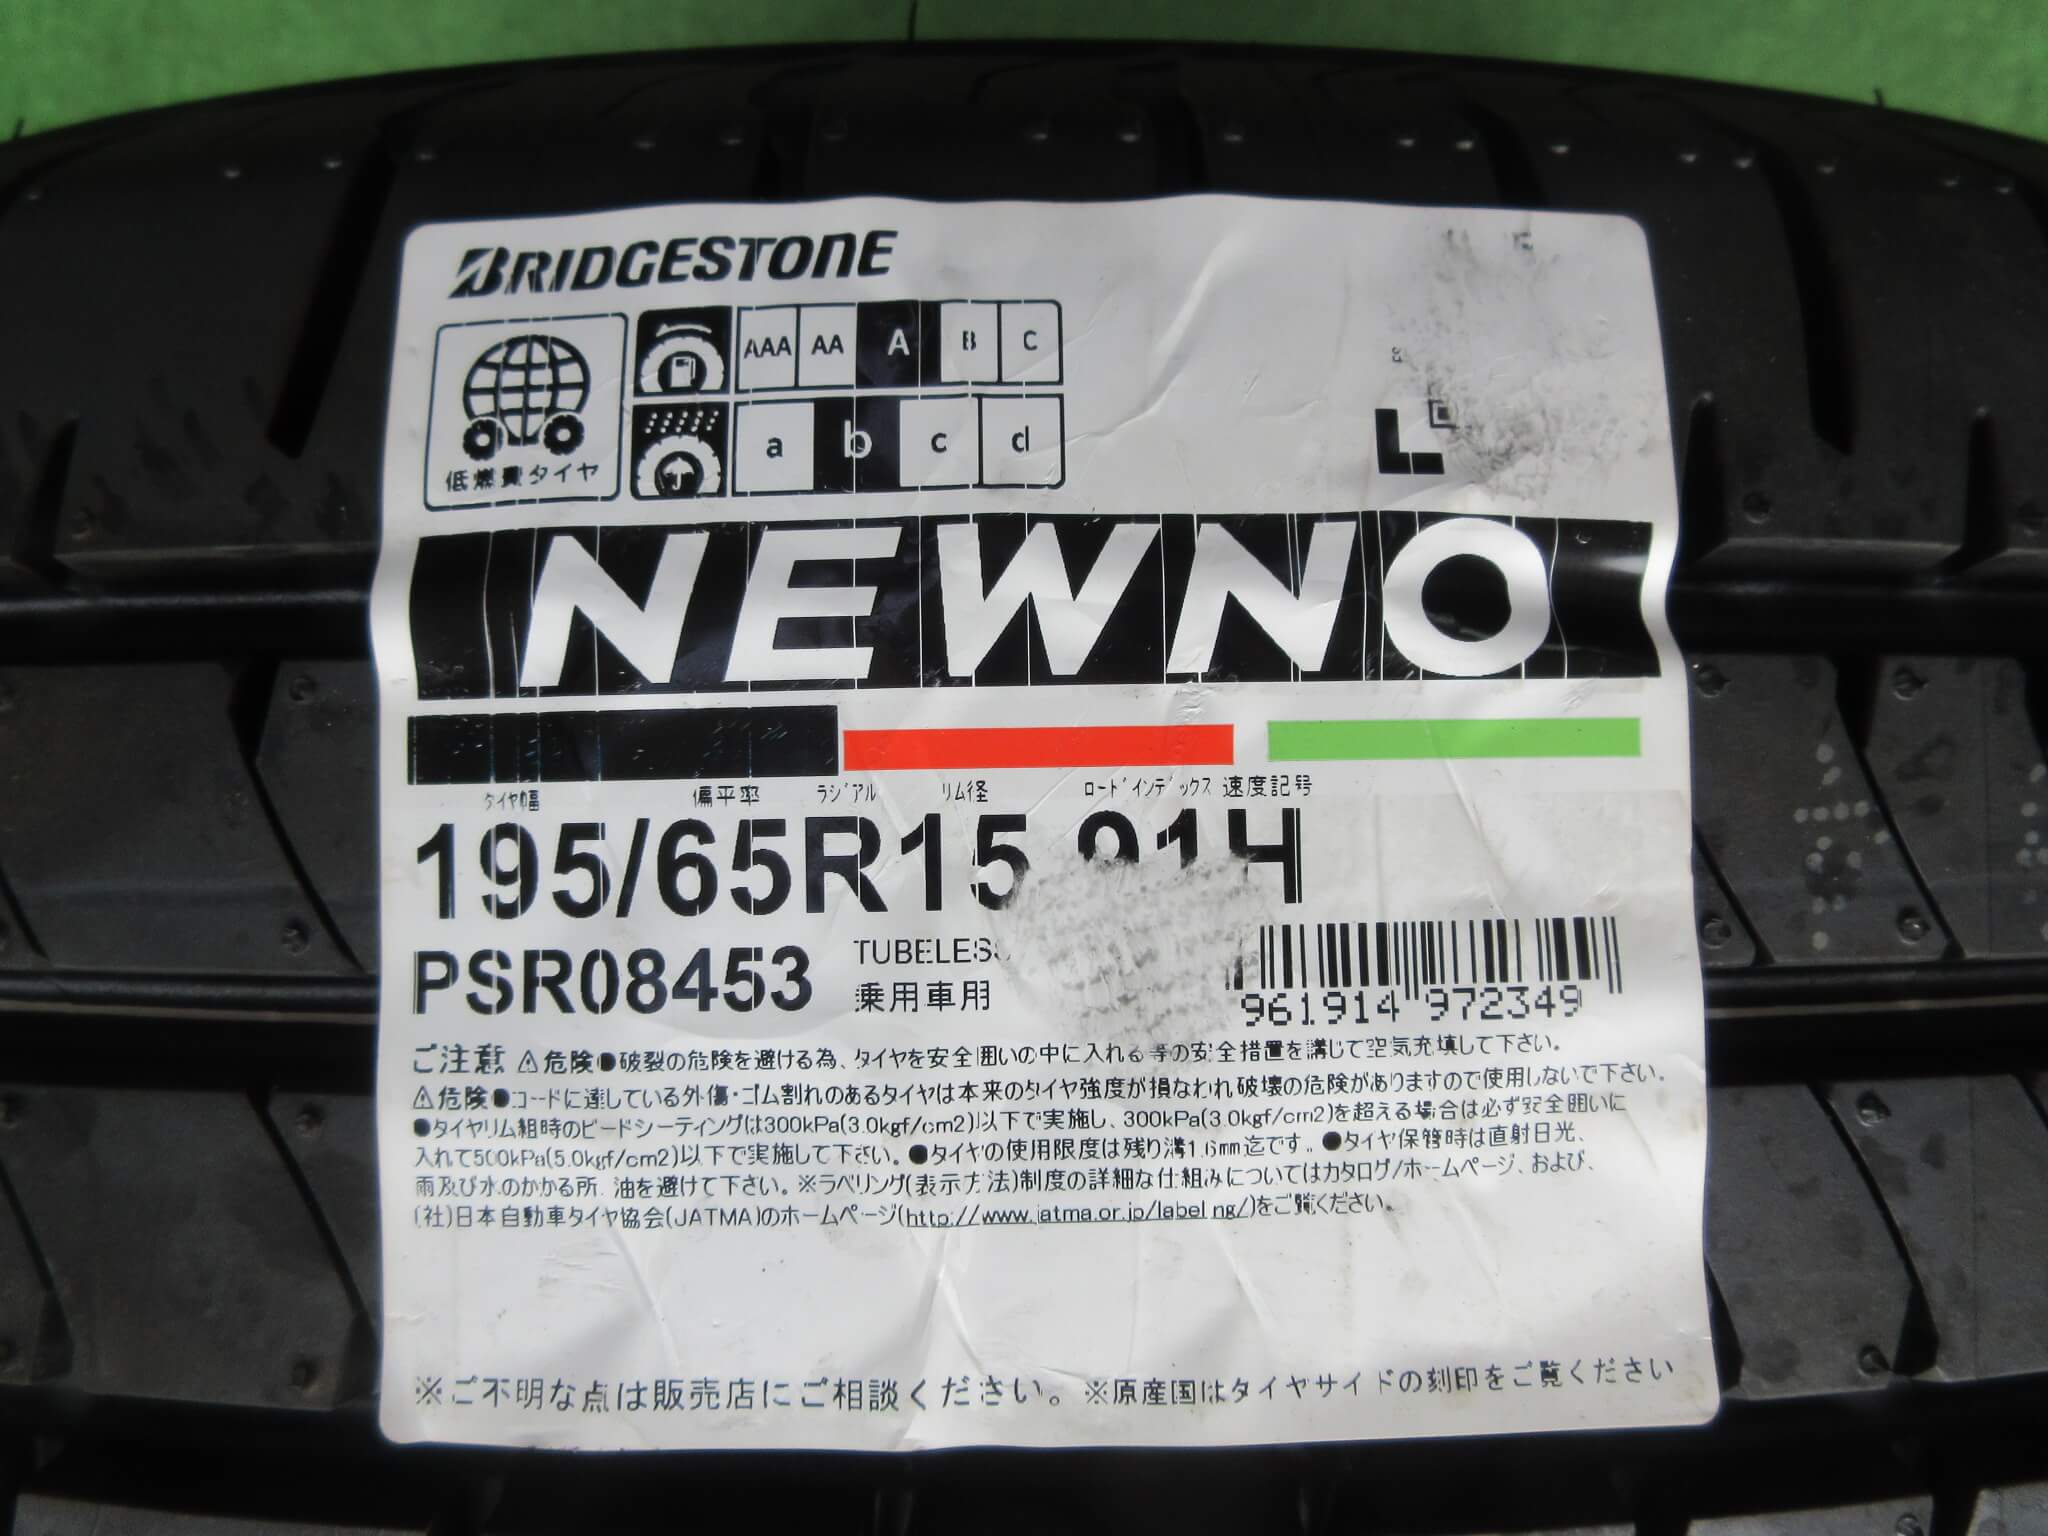 BRIDGESTONE
AAA AA A B C
a b c d
低燃費タイヤ
L
NEWNO
タイヤ幅 偏平率 ラジアル リム径 ロードインデックス 速度記号
195/65R15 91H
PSR08453 TUBELESS
乗用車用
961914 972349
ご注意 ⚠危険●破裂の危険を避ける為、タイヤを安全囲いの中に入れる等の安全措置を講じて空気充填して下さい。
⚠危険●コードに達している外傷・ゴム割れのあるタイヤは本来のタイヤ強度が損なわれ破壊の危険がありますので使用しないで下さい。
●タイヤリム組時のビードシーティングは300kPa(3.0kgf/cm2)以下で実施し、300kPa(3.0kgf/cm2)を超える場合は必ず安全囲いに
入れて500kPa(5.0kgf/cm2)以下で実施して下さい。●タイヤの使用限度は残り溝1.6mm迄です。●タイヤ保管時は直射日光、
雨及び水のかかる所、油を避けて下さい。※ラベリング(表示方法)制度の詳細な仕組みについてはカタログ/ホームページ、および、
(社)日本自動車タイヤ協会(JATMA)のホームページ(http://www.jatma.or.jp/labeling/)をご覧ください。
※ご不明な点は販売店にご相談ください。※原産国はタイヤサイドの刻印をご覧ください